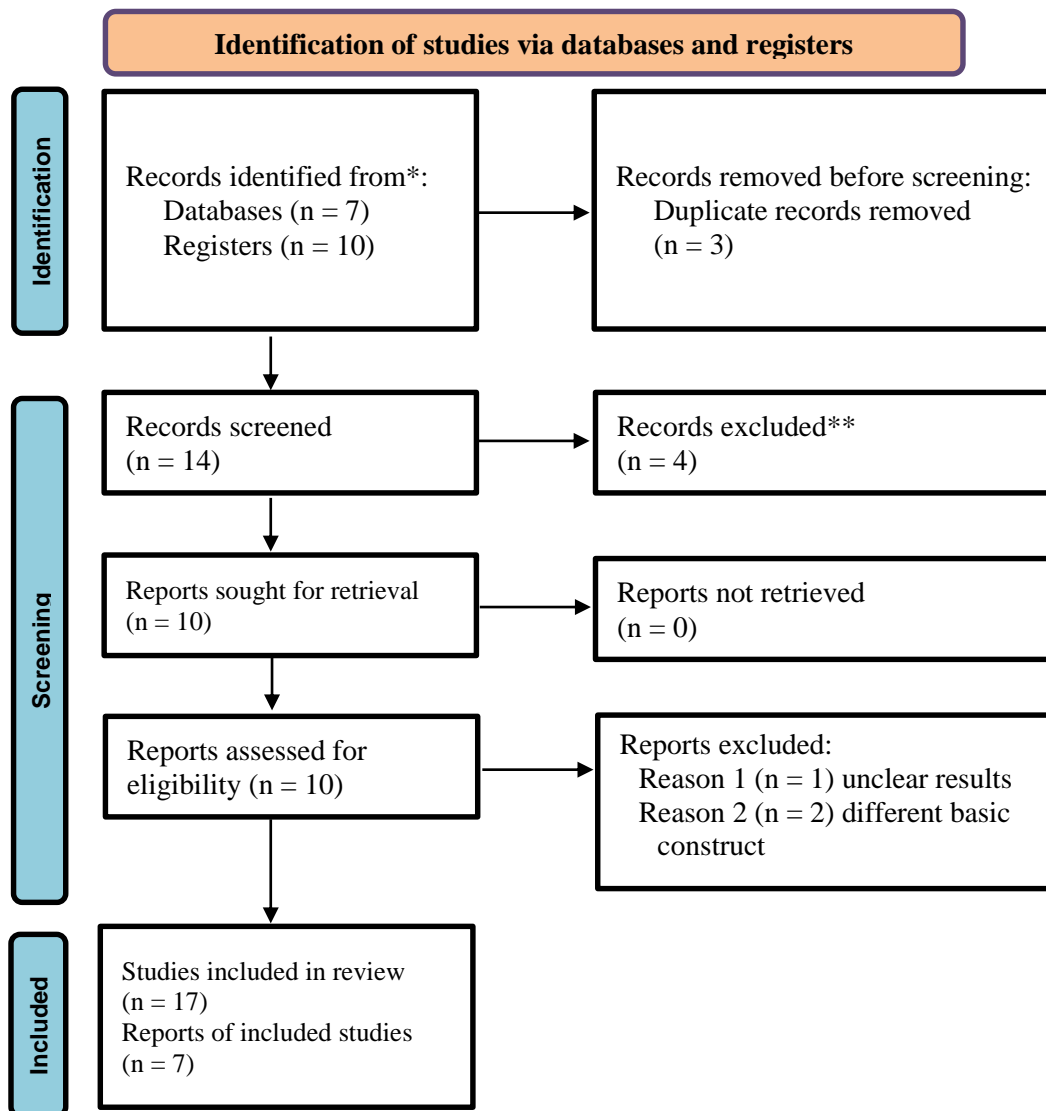 Identification of studies via databases and registers
Identification
Records identified from*:
Databases (n = 7)
Registers (n = 10)
Records removed before screening:
Duplicate records removed
(n = 3)
Screening
Records screened
(n = 14)
Records excluded**
(n = 4)
Reports sought for retrieval
(n = 10)
Reports not retrieved
(n = 0)
Reports assessed for
eligibility (n = 10)
Reports excluded:
Reason 1 (n = 1) unclear results
Reason 2 (n = 2) different basic
construct
Included
Studies included in review
(n = 17)
Reports of included studies
(n = 7)